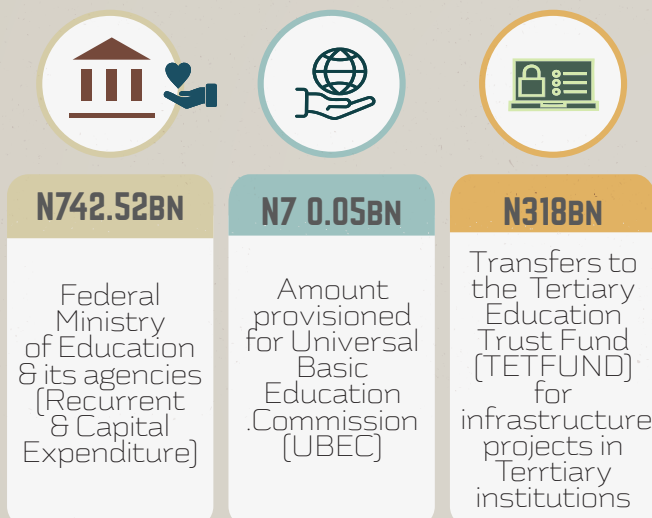 N742.52BN
Federal
Ministry
of Education
& its agencies
(Recurrent
& Capital
Expenditure)
N7 0.05BN
Amount
provisioned
for Universal
Basic
Education
.Commission
(UBEC)
N318BN
Transfers to
the Tertiary
Education
Trust Fund
(TETFUND)
for
infrastructure
projects in
Terrtiary
institutions